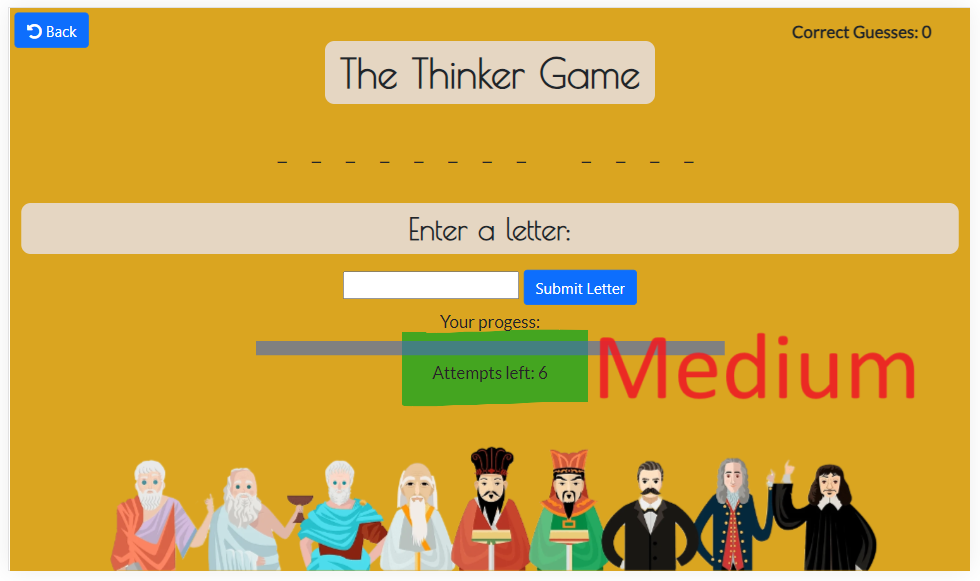 Back
Correct Guesses: 0
The Thinker Game
_ _ _ _ _ _ _ _   _ _ _ _
Enter a letter:
Submit Letter
Your progess:
Attempts left: 6
Medium